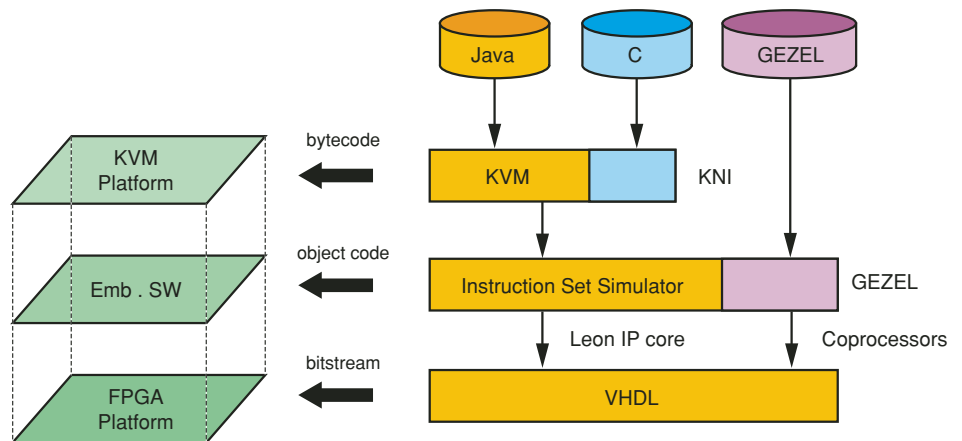 Java
C
GEZEL
bytecode
KVM
Platform
KVM
KNI
object code
Emb . SW
Instruction Set Simulator
GEZEL
Leon IP core
Coprocessors
bitstream
FPGA
Platform
VHDL